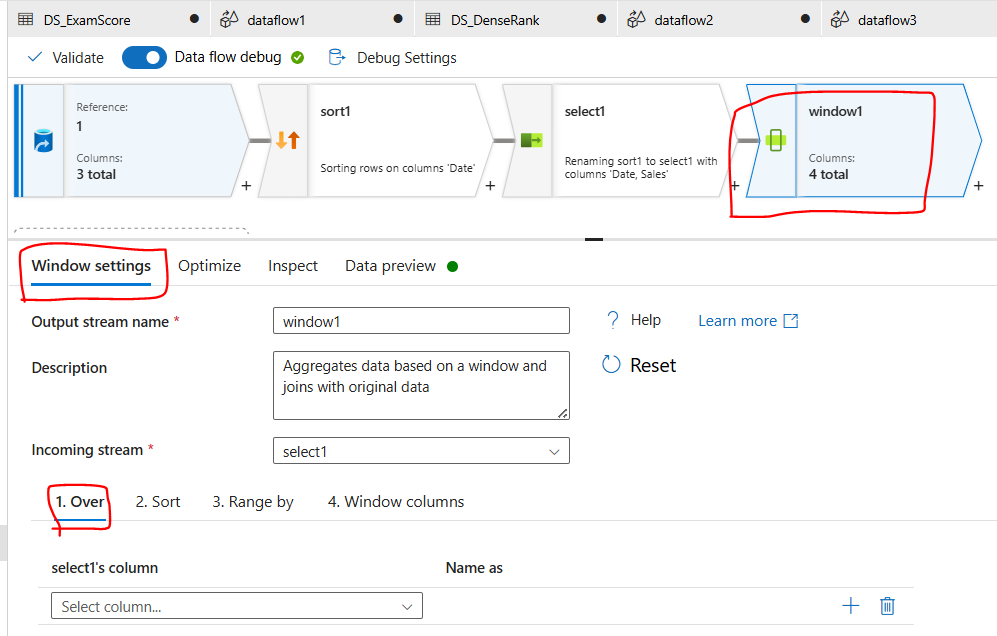 DS_ExamScore dataflow1 DS_DenseRank dataflow2 dataflow3
Validate Data flow debug Debug Settings
Reference:
1
Columns:
3 total
+
sort1
Sorting rows on columns 'Date'
+
select1
Renaming sort1 to select1 with
columns 'Date, Sales'
+
window1
Columns:
4 total
+
Window settings Optimize Inspect Data preview
Output stream name * window1 ? Help Learn more
Description Aggregates data based on a window and
joins with original data
Reset
Incoming stream * select1
1. Over 2. Sort 3. Range by 4. Window columns
select1's column Name as
Select column...